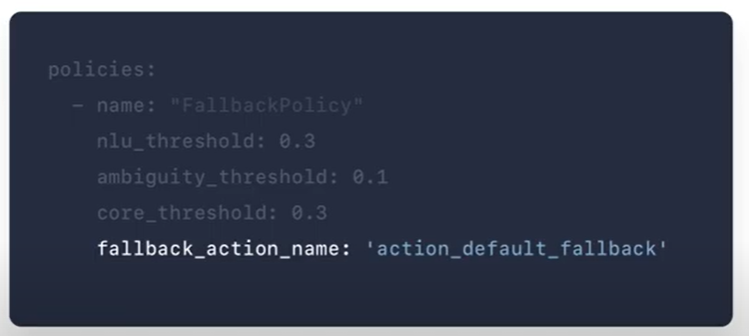 policies:
- name: "FallbackPolicy"
nlu_threshold: 0.3
ambiguity_threshold: 0.1
core_threshold: 0.3
fallback_action_name: 'action_default_fallback'